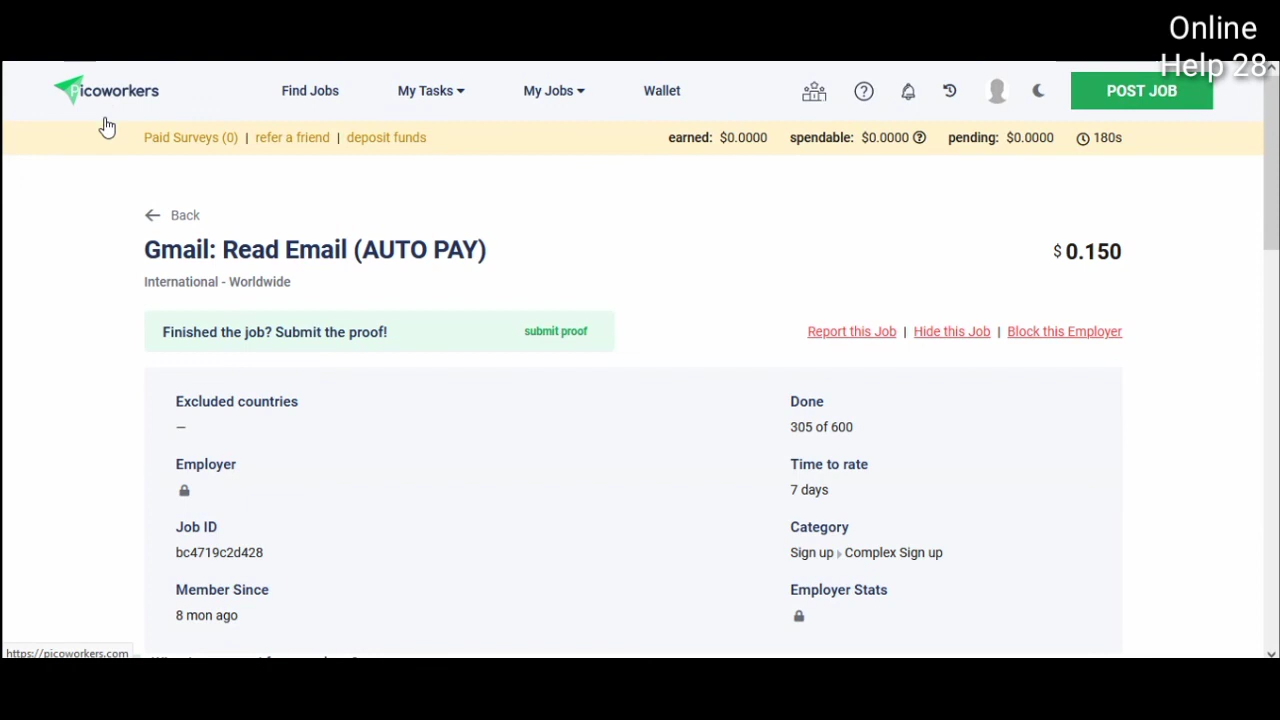 Online
Help 28
Picoworkers
Find Jobs
My Tasks
My Jobs
Wallet
POST JOB
Paid Surveys (0) | refer a friend | deposit funds
earned: $0.0000 spendable: $0.0000 pending: $0.0000 180s
Back
Gmail: Read Email (AUTO PAY)
$ 0.150
International - Worldwide
Finished the job? Submit the proof! submit proof
Report this Job | Hide this Job | Block this Employer
Excluded countries
–
Done
305 of 600
Employer
Time to rate
7 days
Job ID
bc4719c2d428
Category
Sign up Complex Sign up
Member Since
8 mon ago
Employer Stats
https://picoworkers.com